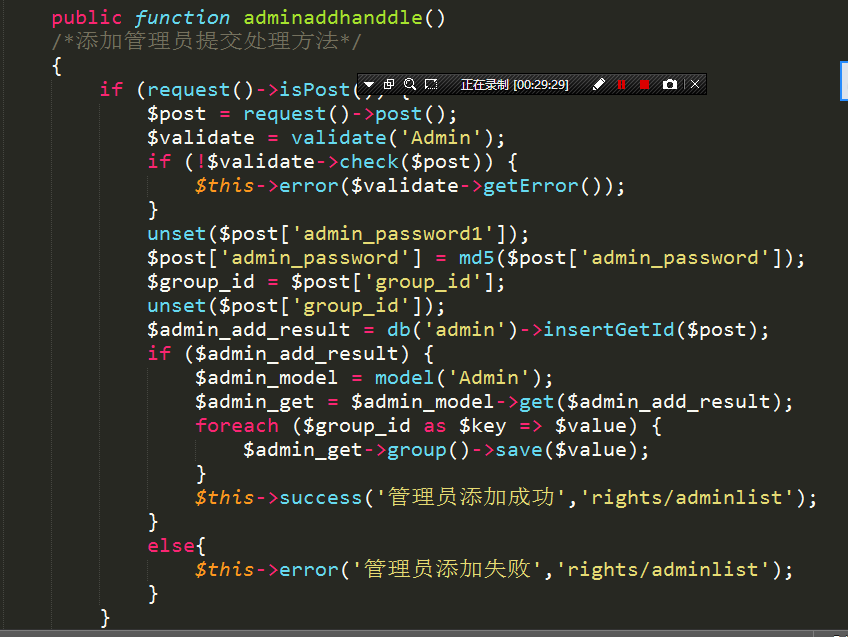 public function adminaddhanddle()
/*添加管理员提交处理方法*/
{
if (request()->isPost()) {
正在录制 [00:29:29]
$post = request()->post();
$validate = validate('Admin');
if (!$validate->check($post)) {
$this->error($validate->getError());
}
unset($post['admin_password1']);
$post['admin_password'] = md5($post['admin_password']);
$group_id = $post['group_id'];
unset($post['group_id']);
$admin_add_result = db('admin')->insertGetId($post);
if ($admin_add_result) {
$admin_model = model('Admin');
$admin_get = $admin_model->get($admin_add_result);
foreach ($group_id as $key => $value) {
$admin_get->group()->save($value);
}
$this->success('管理员添加成功','rights/adminlist');
}
else{
$this->error('管理员添加失败','rights/adminlist');
}
}